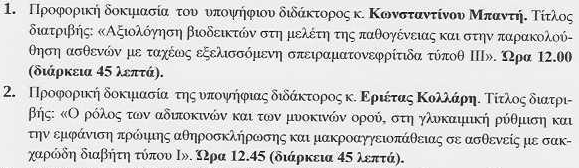 1. Προφορική δοκιμασία του υποψήφιου διδάκτορος κ. Κωνσταντίνου Μπαντή. Τίτλος
διατριβής: «Αξιολόγηση βιοδεικτών στη μελέτη της παθογένειας και στην παρακολού-
θηση ασθενών με ταχέως εξελισσόμενη σπειραματονεφρίτιδα τύποθ ΙΙΙ». Ώρα 12.00
(διάρκεια 45 λεπτά).
2. Προφορική δοκιμασία της υποψήφιας διδάκτορος κ. Εριέτας Κολλάρη. Τίτλος διατρι-
βής: «Ο ρόλος των αδιποκινών και των μυοκινών ορού, στη γλυκαιμική ρύθμιση και
την εμφάνιση πρώιμης αθηροσκλήρωσης και μακροαγγειοπάθειας σε ασθενείς με σακ-
χαρώδη διαβήτη τύπου Ι». Ώρα 12.45 (διάρκεια 45 λεπτά).